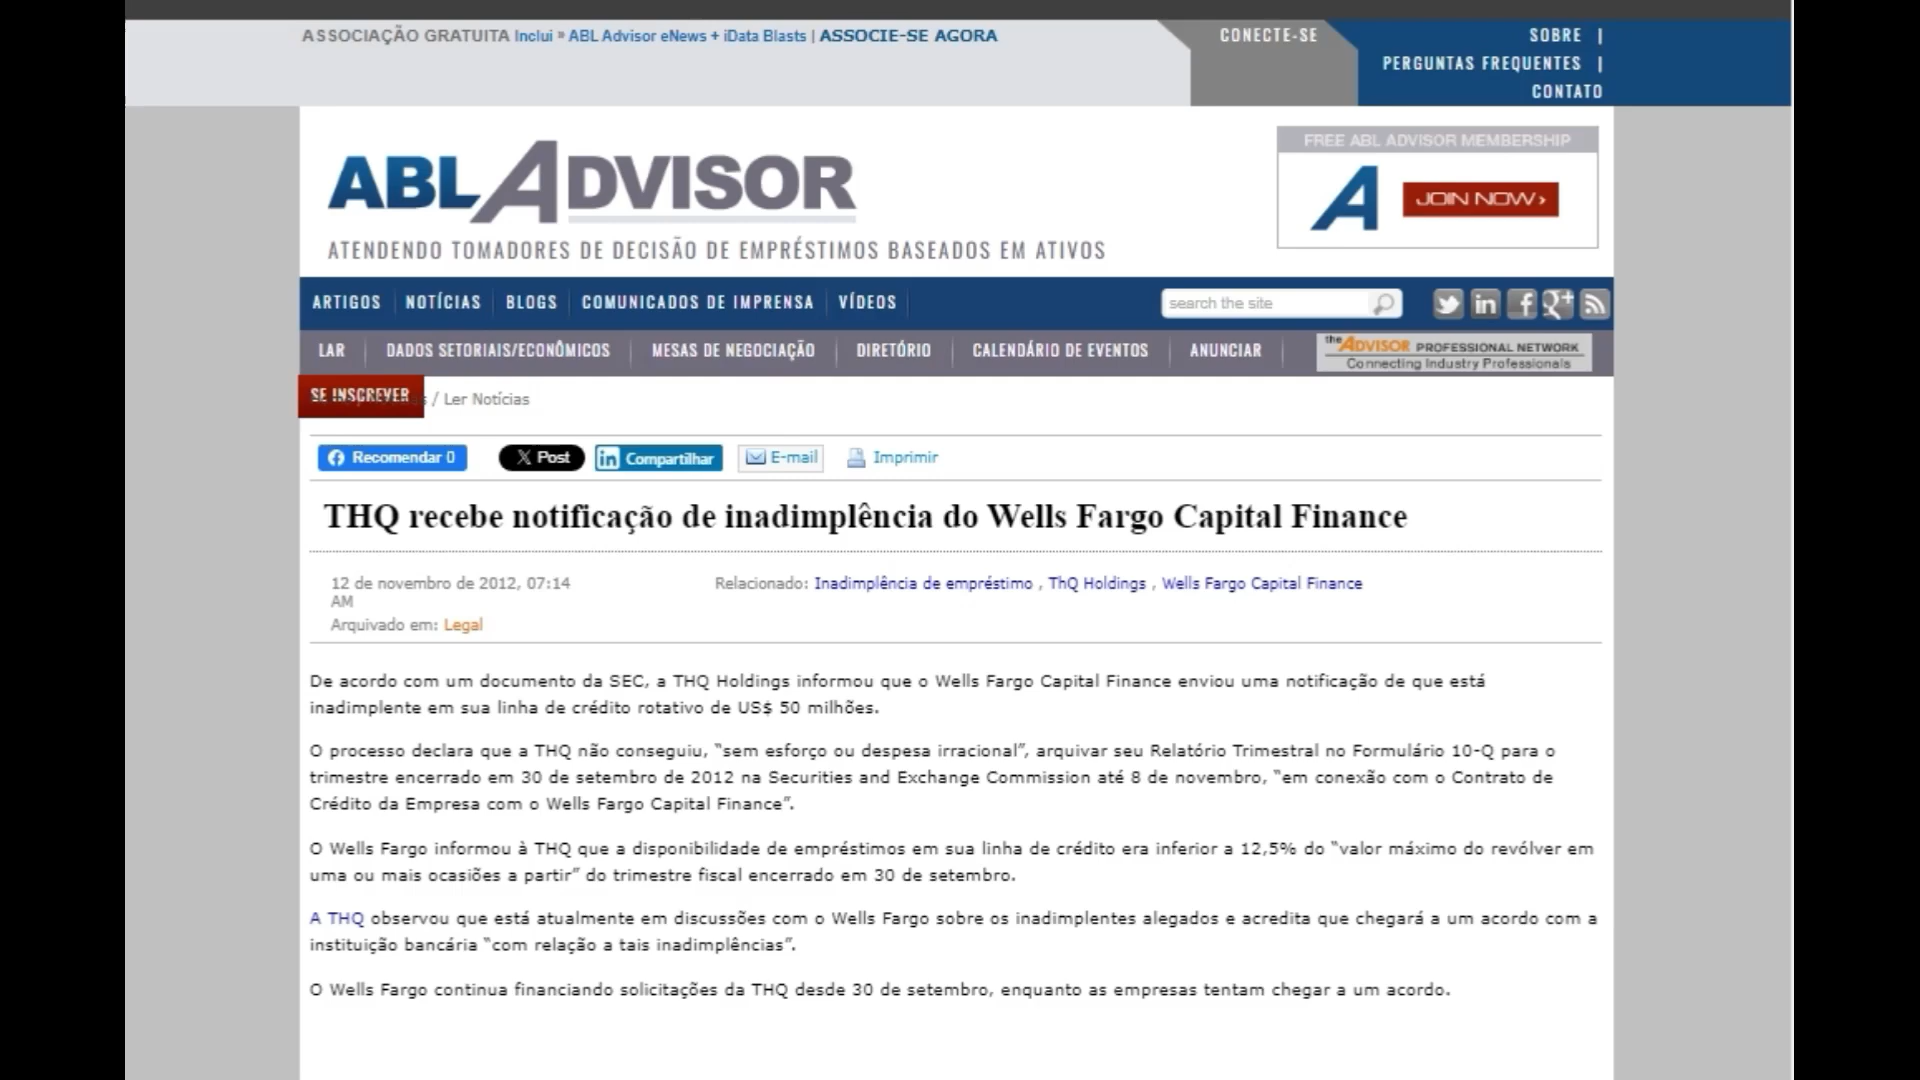 ASSOCIAÇÃO GRATUITA Inclui » ABL Advisor eNews + iData Blasts | ASSOCIE-SE AGORA
CONECTE-SE
SOBRE |
PERGUNTAS FREQUENTES |
CONTATO
ABL ADVISOR
ATENDENDO TOMADORES DE DECISÃO DE EMPRÉSTIMOS BASEADOS EM ATIVOS
FREE ABL ADVISOR MEMBERSHIP
A JOIN NOW ›
ARTIGOS NOTÍCIAS BLOGS COMUNICADOS DE IMPRENSA VÍDEOS
search the site
LAR DADOS SETORIAIS/ECONÔMICOS MESAS DE NEGOCIAÇÃO DIRETÓRIO CALENDÁRIO DE EVENTOS ANUNCIAR
the ADVISOR PROFESSIONAL NETWORK
Connecting Industry Professionals
SE INSCREVER / Ler Notícias
Recomendar 0 X Post in Compartilhar E-mail Imprimir
THQ recebe notificação de inadimplência do Wells Fargo Capital Finance
12 de novembro de 2012, 07:14
AM
Relacionado: Inadimplência de empréstimo , ThQ Holdings , Wells Fargo Capital Finance
Arquivado em: Legal
De acordo com um documento da SEC, a THQ Holdings informou que o Wells Fargo Capital Finance enviou uma notificação de que está
inadimplente em sua linha de crédito rotativo de US$ 50 milhões.
O processo declara que a THQ não conseguiu, “sem esforço ou despesa irracional”, arquivar seu Relatório Trimestral no Formulário 10-Q para o
trimestre encerrado em 30 de setembro de 2012 na Securities and Exchange Commission até 8 de novembro, “em conexão com o Contrato de
Crédito da Empresa com o Wells Fargo Capital Finance”.
O Wells Fargo informou à THQ que a disponibilidade de empréstimos em sua linha de crédito era inferior a 12,5% do “valor máximo do revólver em
uma ou mais ocasiões a partir” do trimestre fiscal encerrado em 30 de setembro.
A THQ observou que está atualmente em discussões com o Wells Fargo sobre os inadimplentes alegados e acredita que chegará a um acordo com a
instituição bancária “com relação a tais inadimplências”.
O Wells Fargo continua financiando solicitações da THQ desde 30 de setembro, enquanto as empresas tentam chegar a um acordo.